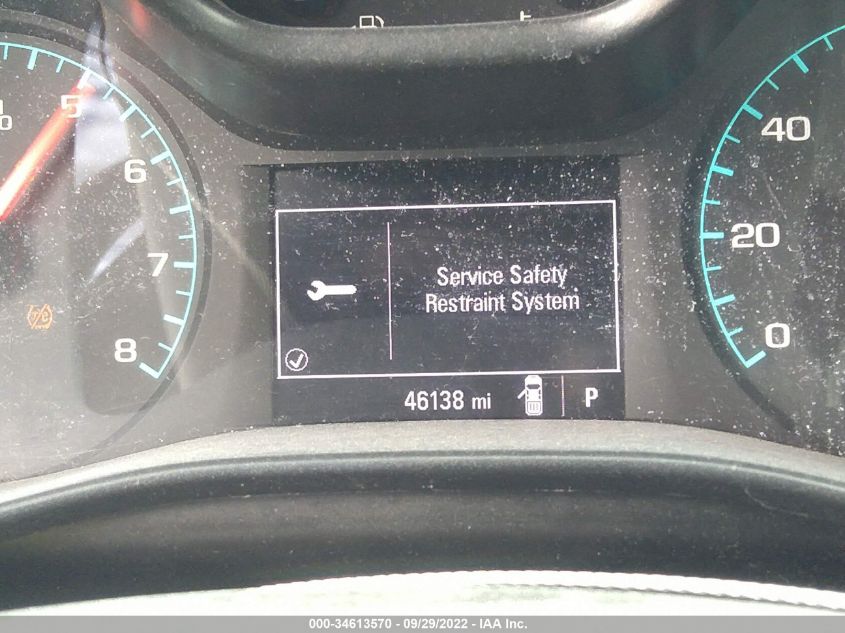 5
6
7
8
40
20
0
Service Safety
Restraint System
46138 mi
P
000-34613570 - 09/29/2022 - IAA Inc.